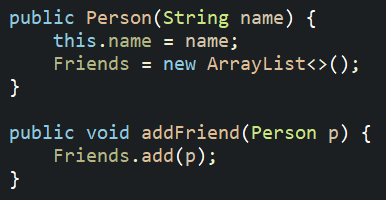 public Person(String name) {
    this.name = name;
    Friends = new ArrayList<>();
}
public void addFriend(Person p) {
    Friends.add(p);
}